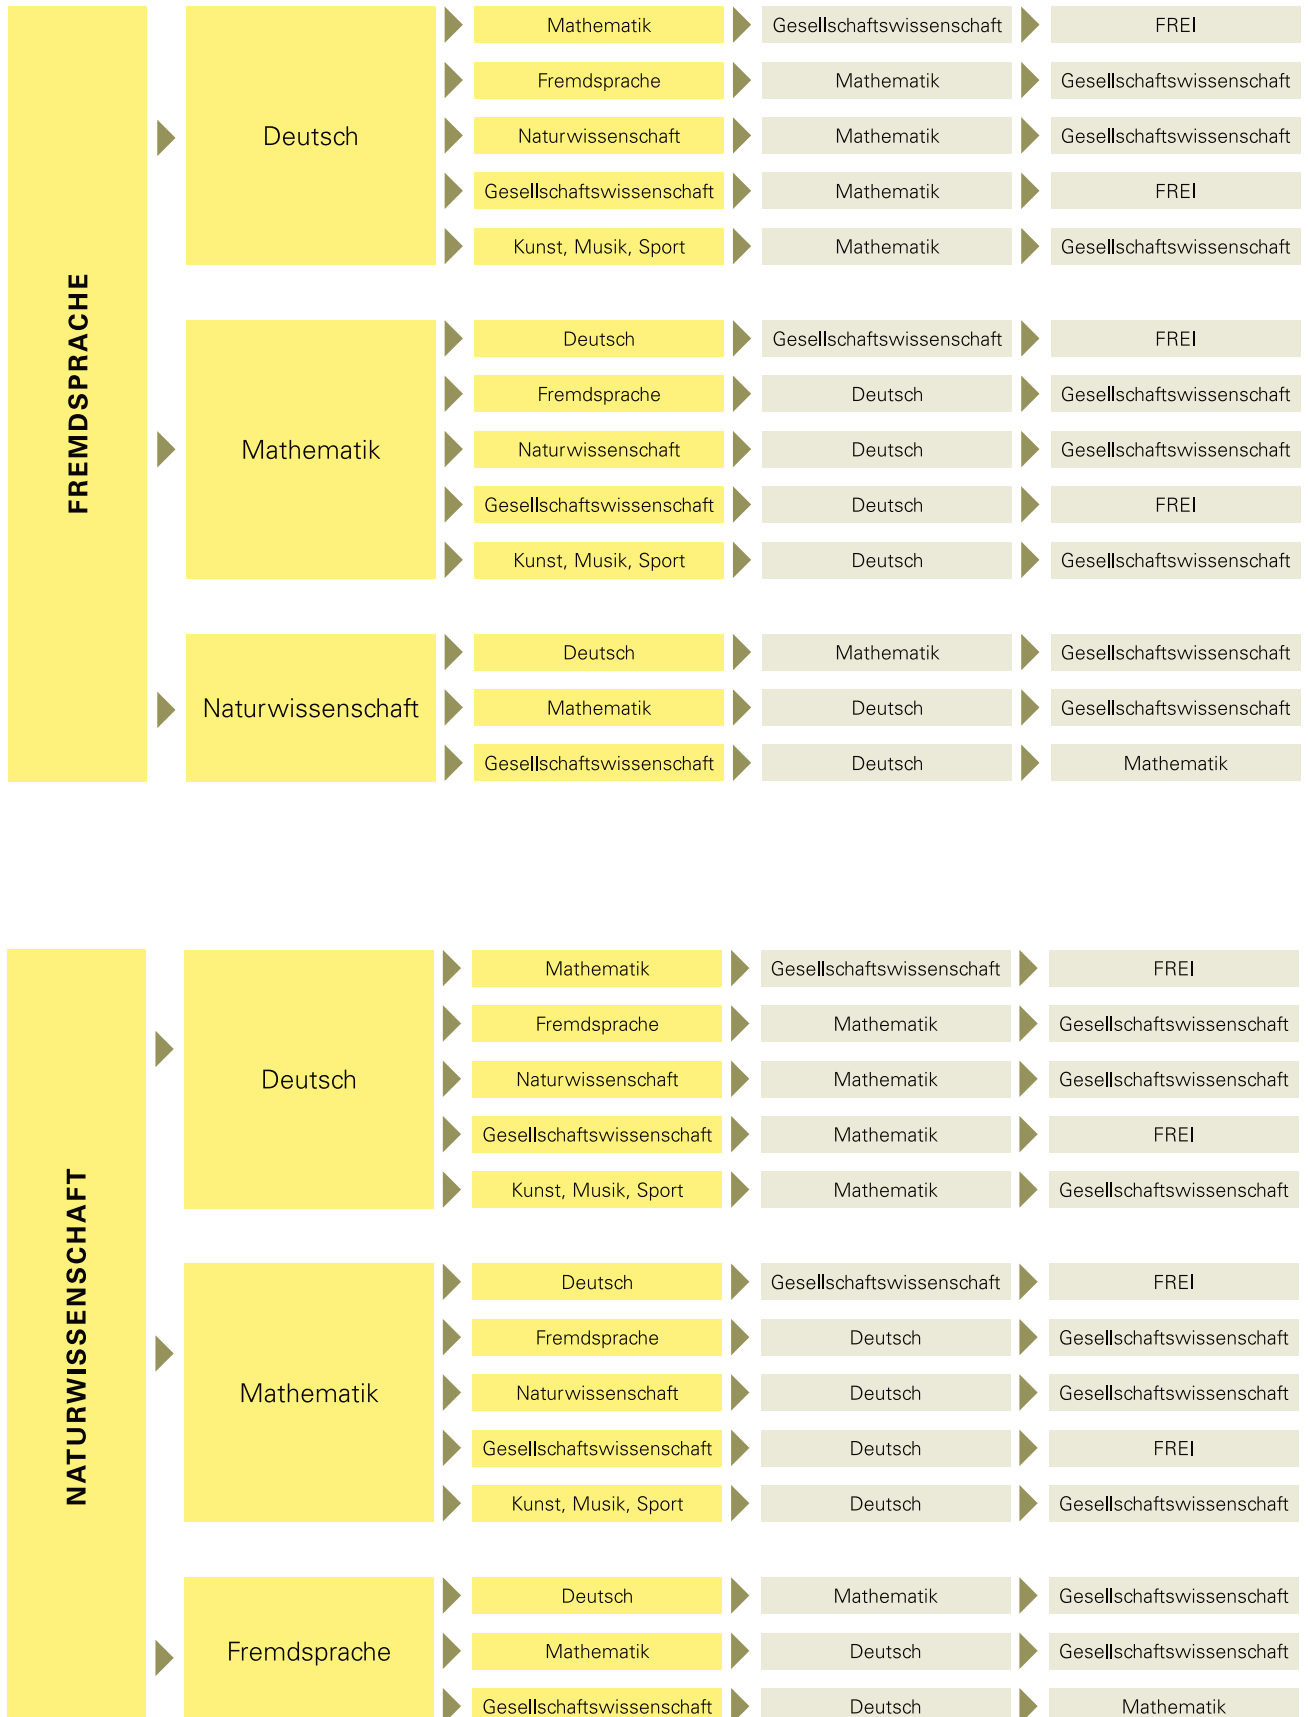 FREMDSPRACHE
Deutsch
Mathematik Gesellschaftswissenschaft FREI
Fremdsprache Mathematik Gesellschaftswissenschaft
Naturwissenschaft Mathematik Gesellschaftswissenschaft
Gesellschaftswissenschaft Mathematik FREI
Kunst, Musik, Sport Mathematik Gesellschaftswissenschaft
Mathematik
Deutsch Gesellschaftswissenschaft FREI
Fremdsprache Deutsch Gesellschaftswissenschaft
Naturwissenschaft Deutsch Gesellschaftswissenschaft
Gesellschaftswissenschaft Deutsch FREI
Kunst, Musik, Sport Deutsch Gesellschaftswissenschaft
Naturwissenschaft
Deutsch Mathematik Gesellschaftswissenschaft
Mathematik Deutsch Gesellschaftswissenschaft
Gesellschaftswissenschaft Deutsch Mathematik
NATURWISSENSCHAFT
Deutsch
Mathematik Gesellschaftswissenschaft FREI
Fremdsprache Mathematik Gesellschaftswissenschaft
Naturwissenschaft Mathematik Gesellschaftswissenschaft
Gesellschaftswissenschaft Mathematik FREI
Kunst, Musik, Sport Mathematik Gesellschaftswissenschaft
Mathematik
Deutsch Gesellschaftswissenschaft FREI
Fremdsprache Deutsch Gesellschaftswissenschaft
Naturwissenschaft Deutsch Gesellschaftswissenschaft
Gesellschaftswissenschaft Deutsch FREI
Kunst, Musik, Sport Deutsch Gesellschaftswissenschaft
Fremdsprache
Deutsch Mathematik Gesellschaftswissenschaft
Mathematik Deutsch Gesellschaftswissenschaft
Gesellschaftswissenschaft Deutsch Mathematik